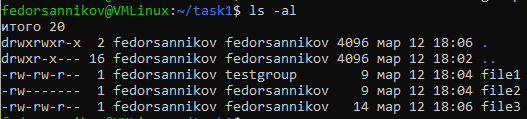 fedorsannikov@VMLinux:~/task1$ ls -al
итого 20
drwxrwxr-x 2 fedorsannikov fedorsannikov 4096 мар 12 18:06 .
drwxr-x--- 16 fedorsannikov fedorsannikov 4096 мар 12 18:02 ..
-rw-rw-r-- 1 fedorsannikov testgroup 9 мар 12 18:04 file1
-rw------- 1 fedorsannikov fedorsannikov 9 мар 12 18:04 file2
-rw-rw-r-- 1 fedorsannikov fedorsannikov 14 мар 12 18:06 file3